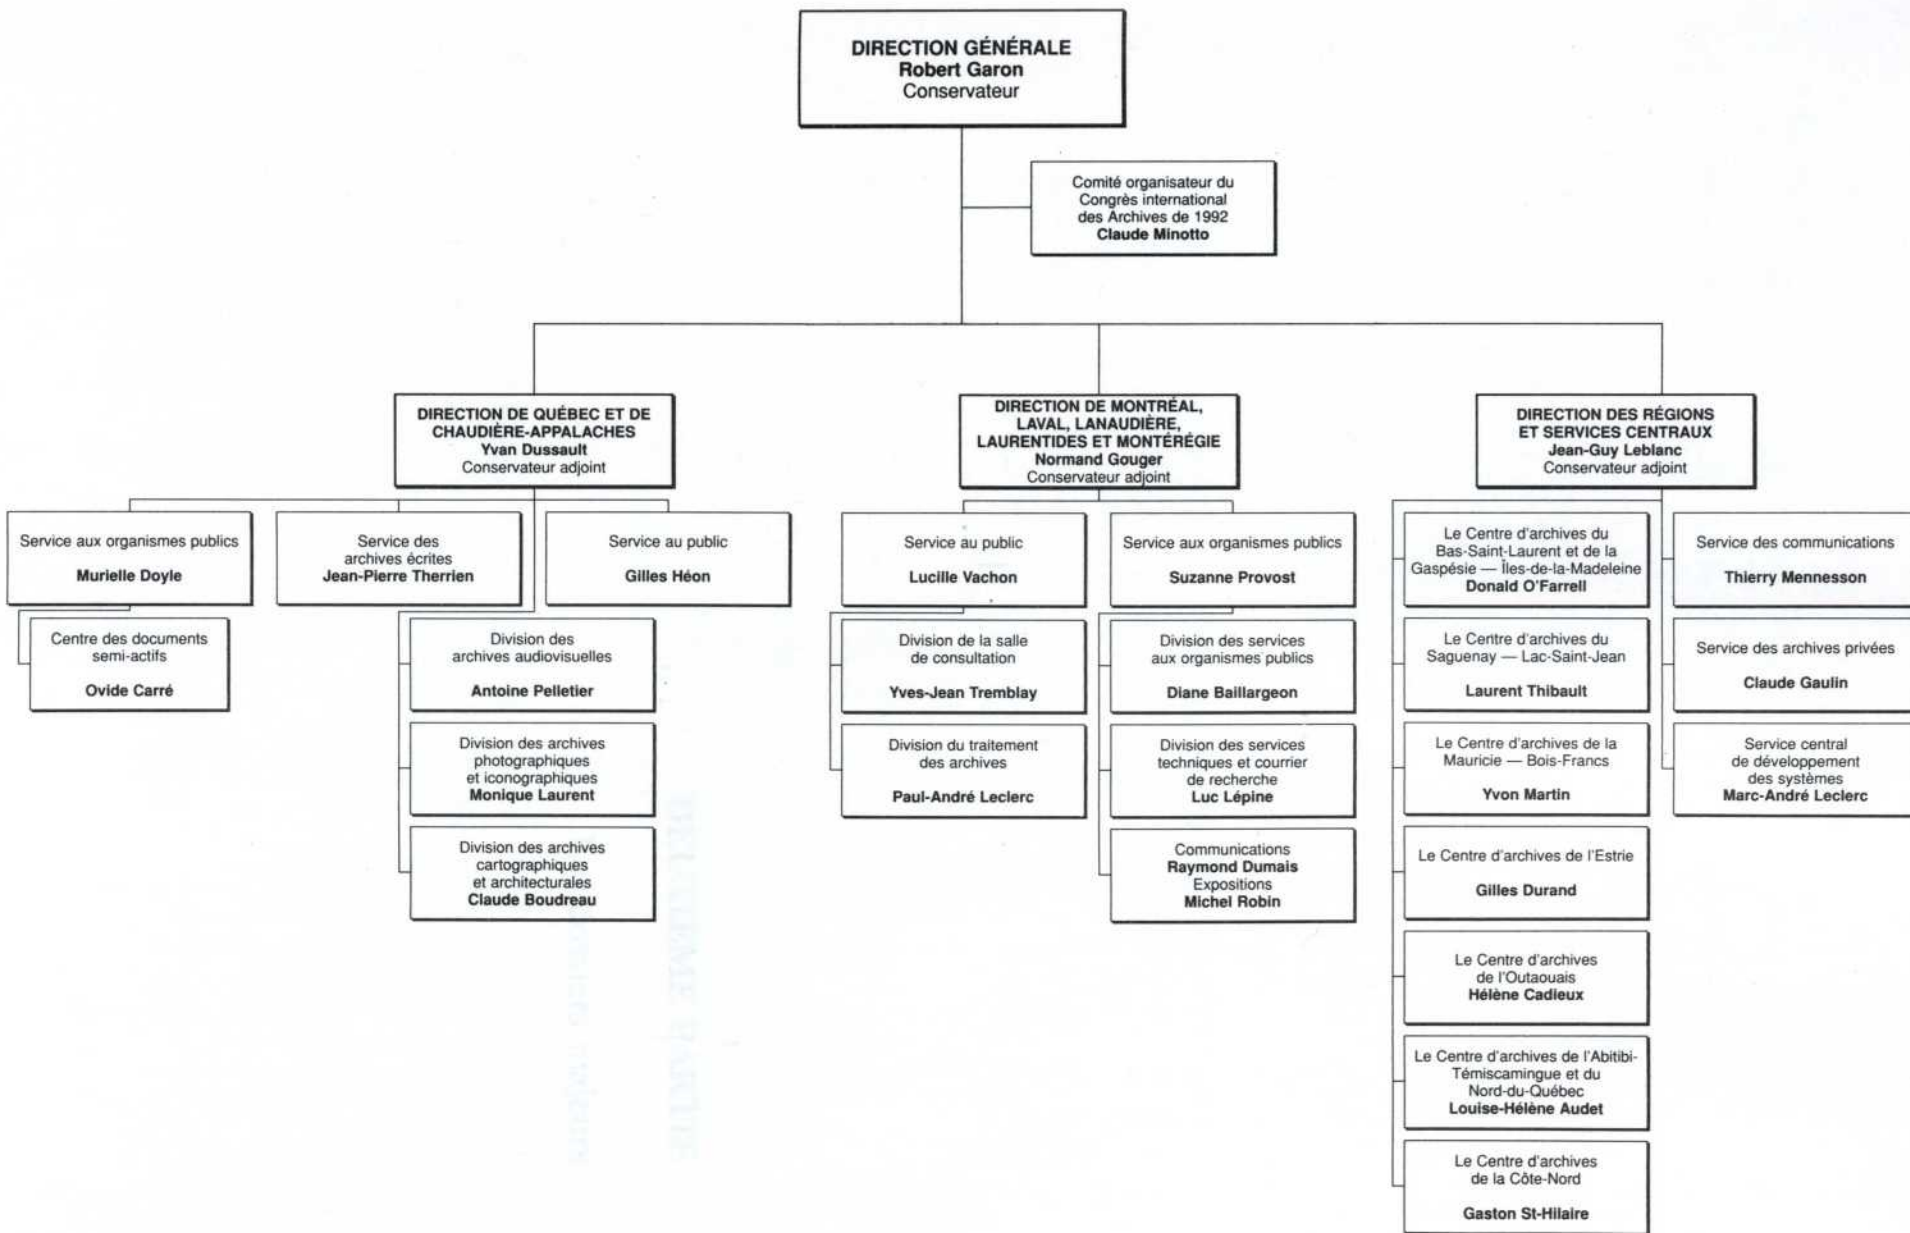 DIRECTION GÉNÉRALE
Robert Garon
Conservateur
Comité organisateur du
Congrès international
des Archives de 1992
Claude Minotto
DIRECTION DE QUÉBEC ET DE
CHAUDIÈRE-APPALACHES
Yvan Dussault
Conservateur adjoint
Service aux organismes publics
Murielle Doyle
Centre des documents
semi-actifs
Ovide Carré
Service des
archives écrites
Jean-Pierre Therrien
Service au public
Gilles Héon
Division des
archives audiovisuelles
Antoine Pelletier
Division des archives
photographiques
et iconographiques
Monique Laurent
Division des archives
cartographiques
et architecturales
Claude Boudreau
DIRECTION DE MONTRÉAL,
LAVAL, LANAUDIÈRE,
LAURENTIDES ET MONTÉRÉGIE
Normand Gouger
Conservateur adjoint
Service au public
Lucille Vachon
Division de la salle
de consultation
Yves-Jean Tremblay
Division du traitement
des archives
Paul-André Leclerc
Service aux organismes publics
Suzanne Provost
Division des services
aux organismes publics
Diane Baillargeon
Division des services
techniques et courrier
de recherche
Luc Lépine
Communications
Raymond Dumais
Expositions
Michel Robin
DIRECTION DES RÉGIONS
ET SERVICES CENTRAUX
Jean-Guy Leblanc
Conservateur adjoint
Le Centre d'archives du
Bas-Saint-Laurent et de la
Gaspésie — Îles-de-la-Madeleine
Donald O'Farrell
Le Centre d'archives du
Saguenay — Lac-Saint-Jean
Laurent Thibault
Le Centre d'archives de la
Mauricie — Bois-Francs
Yvon Martin
Le Centre d'archives de l'Estrie
Gilles Durand
Le Centre d'archives
de l'Outaouais
Hélène Cadieux
Le Centre d'archives de l'Abitibi-
Témiscamingue et du
Nord-du-Québec
Louise-Hélène Audet
Le Centre d'archives
de la Côte-Nord
Gaston St-Hilaire
Service des communications
Thierry Mennesson
Service des archives privées
Claude Gaulin
Service central
de développement
des systèmes
Marc-André Leclerc